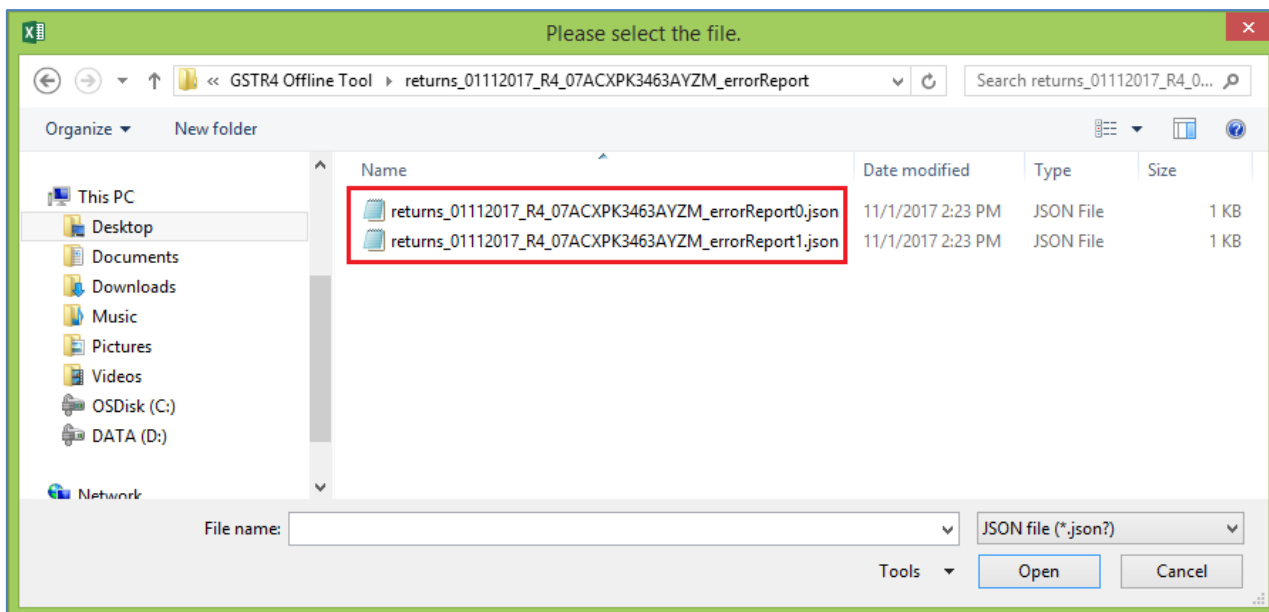 Please select the file.
« GSTR4 Offline Tool returns_01112017_R4_07ACXPK3463AYZM_errorReport Search returns_01112017_R4_0...
Organize New folder
Name Date modified Type Size
This PC
returns_01112017_R4_07ACXPK3463AYZM_errorReport0.json 11/1/2017 2:23 PM JSON File 1 KB
Desktop
returns_01112017_R4_07ACXPK3463AYZM_errorReport1.json 11/1/2017 2:23 PM JSON File 1 KB
Documents
Downloads
Music
Pictures
Videos
OSDisk (C:)
DATA (D:)
Network
File name: JSON file (*.json?)
Tools Open Cancel